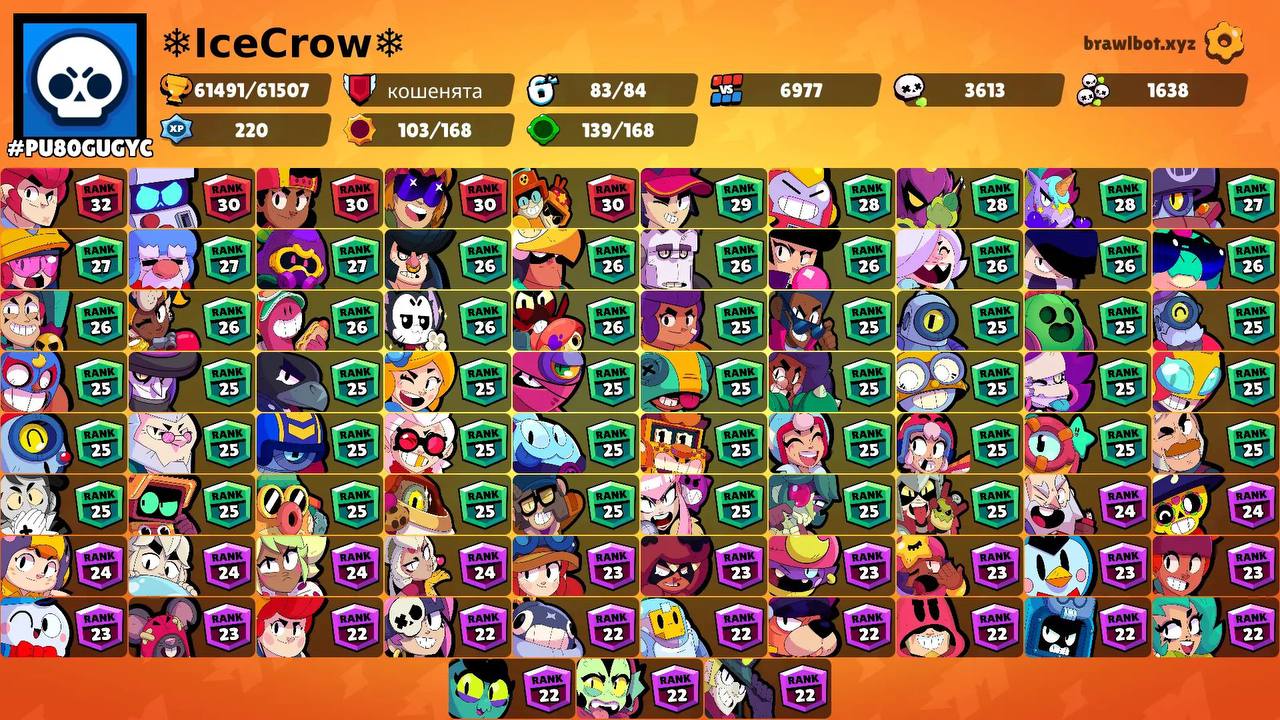 ❄IceCrow❄
brawlbot.xyz
61491/61507
кошенята
83/84
VS
6977
3613
1638
#PU80GUGYC
XP
220
103/168
139/168
RANK 32 RANK 30 RANK 30 RANK 30 RANK 30 RANK 29 RANK 28 RANK 28 RANK 28 RANK 27
RANK 27 RANK 27 RANK 27 RANK 26 RANK 26 RANK 26 RANK 26 RANK 26 RANK 26 RANK 26
RANK 26 RANK 26 RANK 26 RANK 26 RANK 26 RANK 25 RANK 25 RANK 25 RANK 25 RANK 25
RANK 25 RANK 25 RANK 25 RANK 25 RANK 25 RANK 25 RANK 25 RANK 25 RANK 25 RANK 25
RANK 25 RANK 25 RANK 25 RANK 25 RANK 25 RANK 25 RANK 25 RANK 25 RANK 25 RANK 25
RANK 25 RANK 25 RANK 25 RANK 25 RANK 25 RANK 25 RANK 25 RANK 25 RANK 24 RANK 24
RANK 24 RANK 24 RANK 24 RANK 24 RANK 23 RANK 23 RANK 23 RANK 23 RANK 23 RANK 23
RANK 23 RANK 23 RANK 22 RANK 22 RANK 22 RANK 22 RANK 22 RANK 22 RANK 22 RANK 22
RANK 22 RANK 22 RANK 22